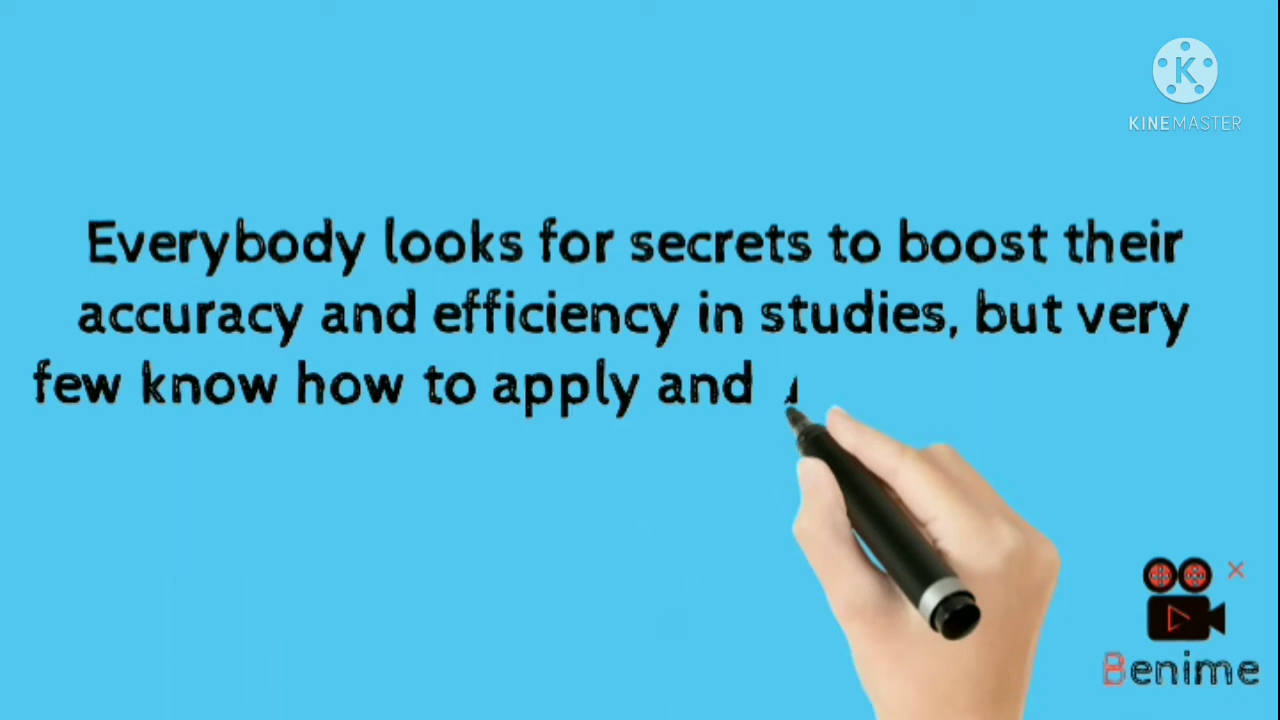 K
KINEMASTER
Everybody looks for secrets to boost their
accuracy and efficiency in studies, but very
few know how to apply and
Benime